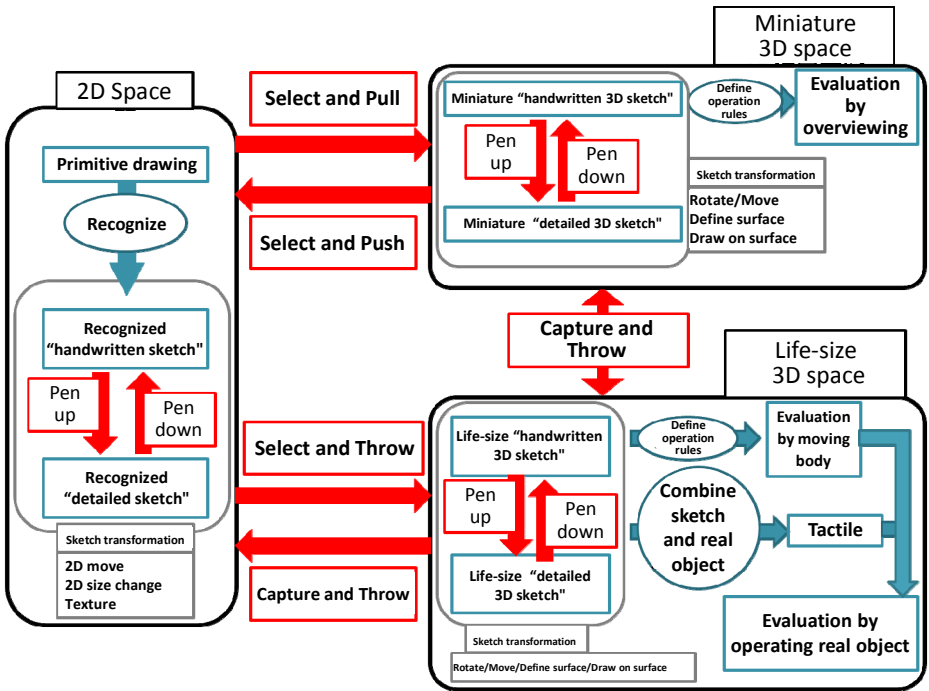 2D Space
Primitive drawing
Recognize
Recognized
“handwritten sketch"
Pen
up
Pen
down
Recognized
“detailed sketch"
Sketch transformation
2D move
2D size change
Texture
Select and Pull
Select and Push
Select and Throw
Capture and Throw
Miniature
3D space
Miniature “handwritten 3D sketch"
Pen
up
Pen
down
Miniature “detailed 3D sketch"
Define
operation
rules
Evaluation
by
overviewing
Sketch transformation
Rotate/Move
Define surface
Draw on surface
Capture and
Throw
Life-size
3D space
Life-size “handwritten
3D sketch"
Pen
up
Pen
down
Life-size “detailed
3D sketch"
Sketch transformation
Rotate/Move/Define surface/Draw on surface
Define
operation
rules
Evaluation
by moving
body
Combine
sketch
and real
object
Tactile
Evaluation by
operating real object